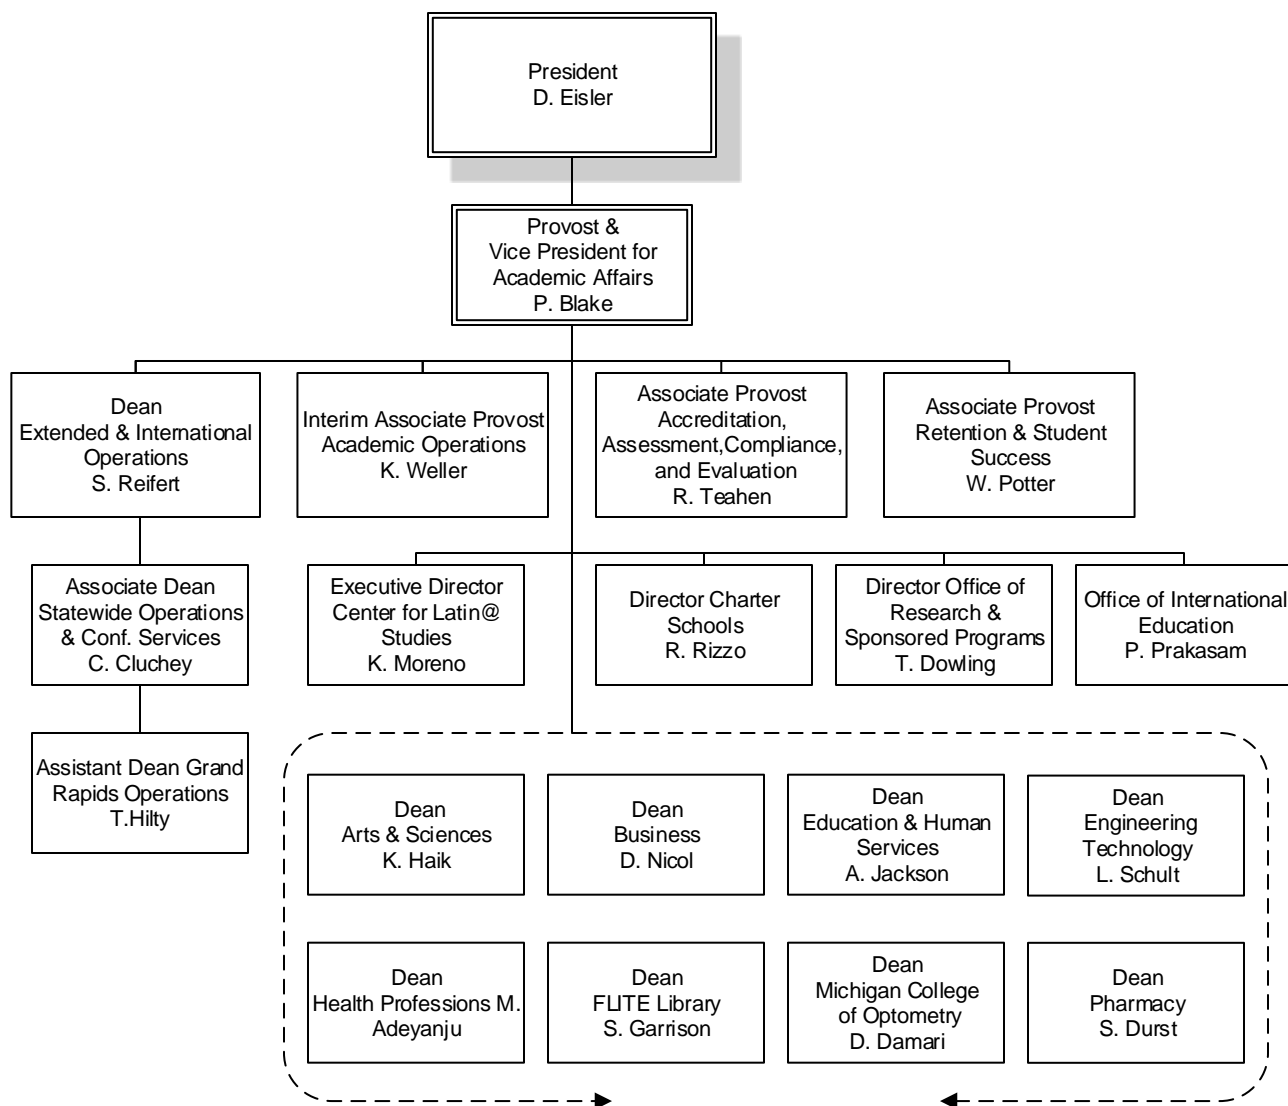 President
D. Eisler
Provost &
Vice President for
Academic Affairs
P. Blake
Dean
Extended & International
Operations
S. Reifert
Interim Associate Provost
Academic Operations
K. Weller
Associate Provost
Accreditation,
Assessment,Compliance,
and Evaluation
R. Teahen
Associate Provost
Retention & Student
Success
W. Potter
Associate Dean
Statewide Operations
& Conf. Services
C. Cluchey
Executive Director
Center for Latin@
Studies
K. Moreno
Director Charter
Schools
R. Rizzo
Director Office of
Research &
Sponsored Programs
T. Dowling
Office of International
Education
P. Prakasam
Assistant Dean Grand
Rapids Operations
T.Hilty
Dean
Arts & Sciences
K. Haik
Dean
Business
D. Nicol
Dean
Education & Human
Services
A. Jackson
Dean
Engineering
Technology
L. Schult
Dean
Health Professions M.
Adeyanju
Dean
FLITE Library
S. Garrison
Dean
Michigan College
of Optometry
D. Damari
Dean
Pharmacy
S. Durst